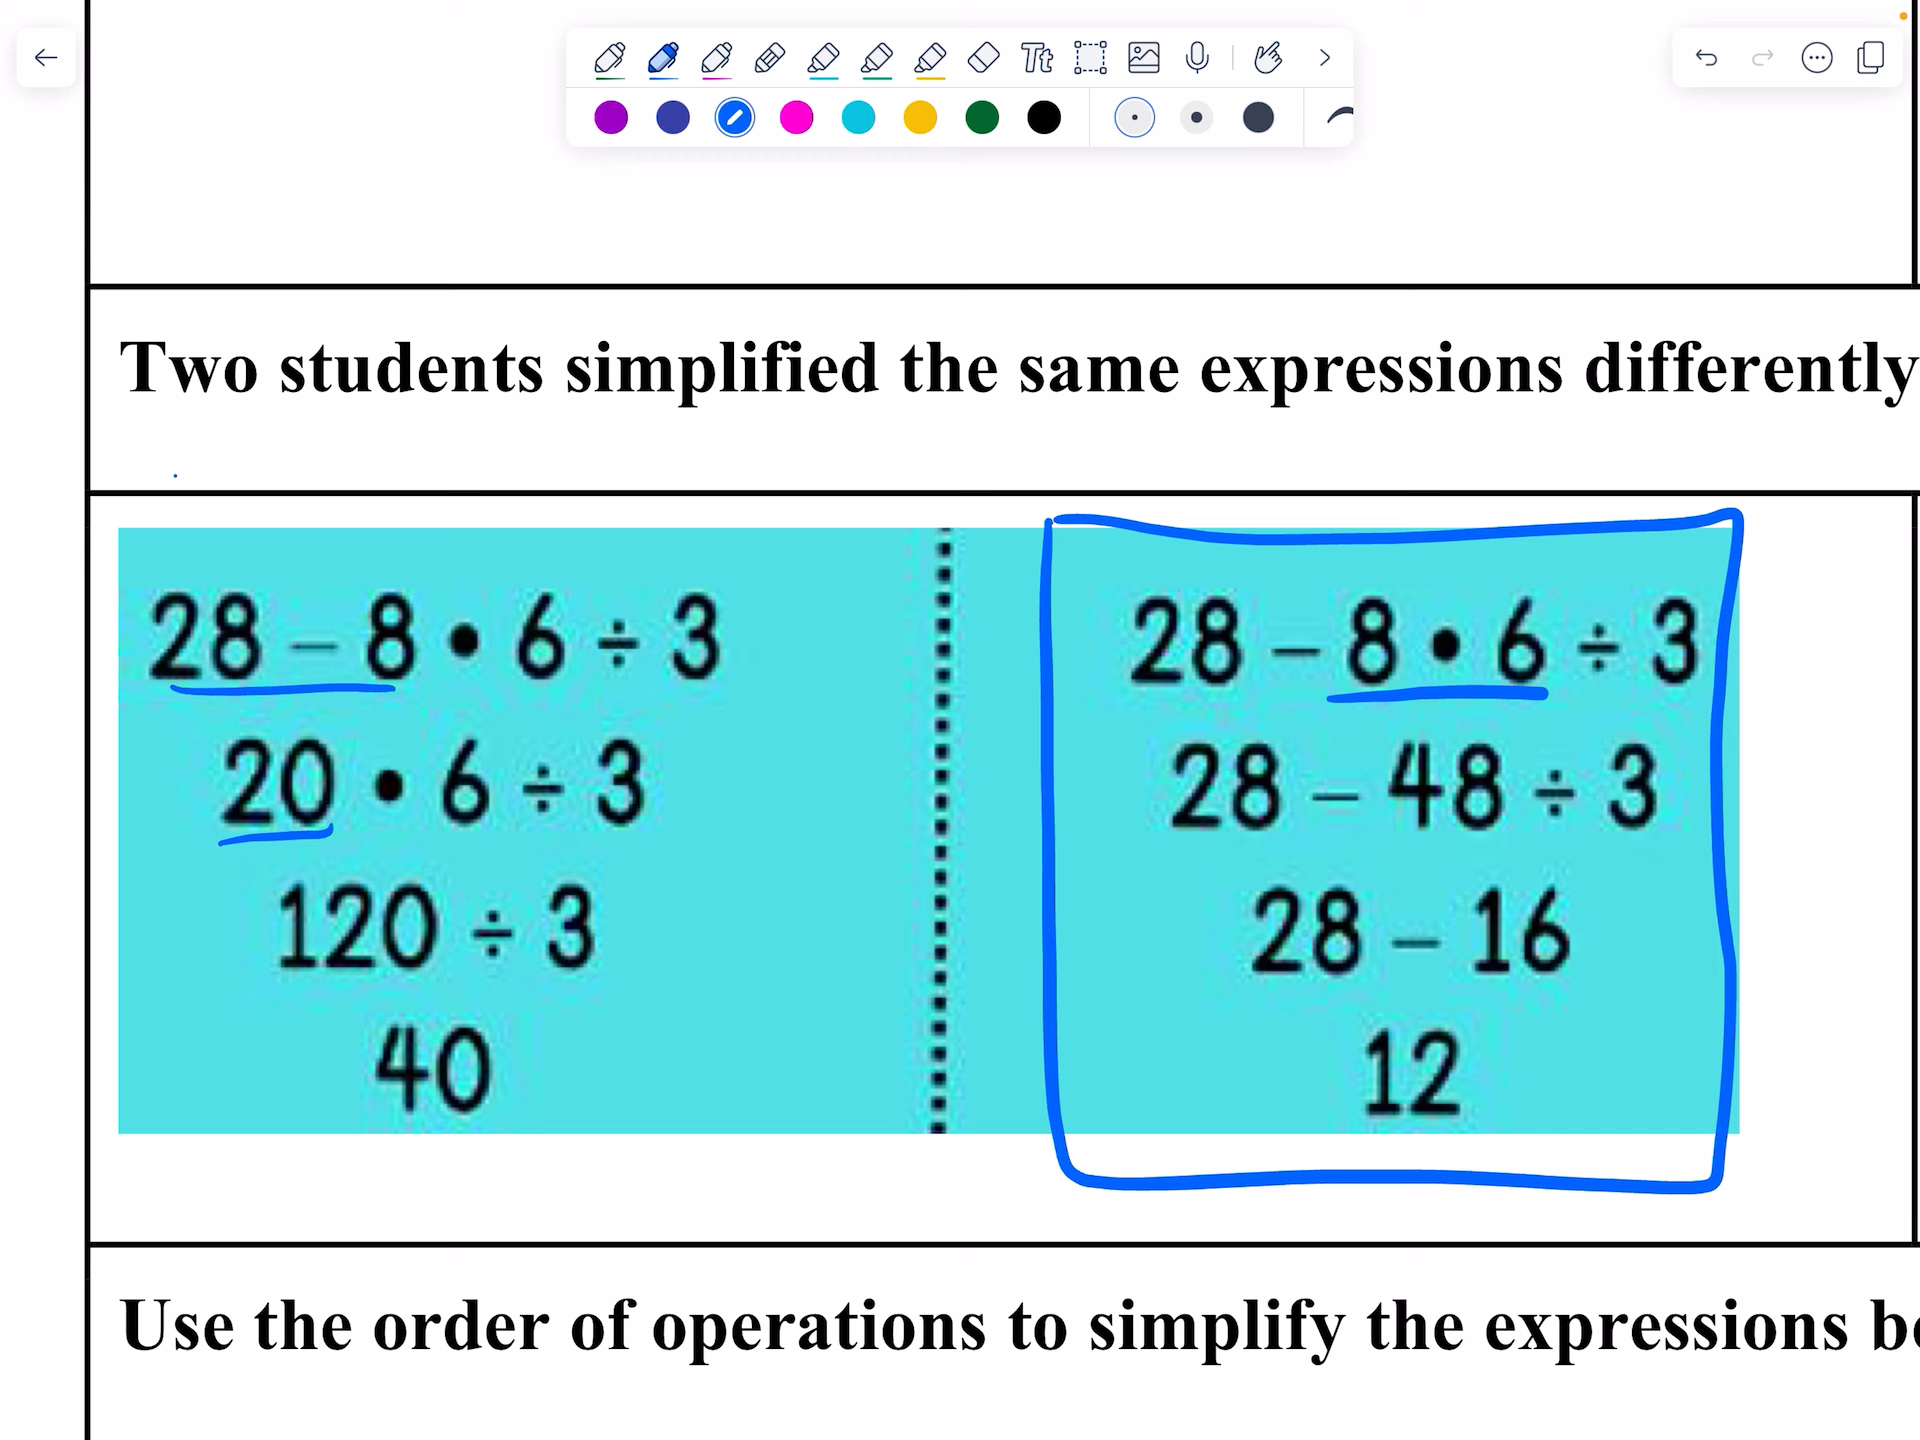 Tt
Two students simplified the same expressions differently
28 – 8 • 6 ÷ 3
20 • 6 ÷ 3
120 ÷ 3
40
28 – 8 • 6 ÷ 3
28 – 48 ÷ 3
28 – 16
12
Use the order of operations to simplify the expressions